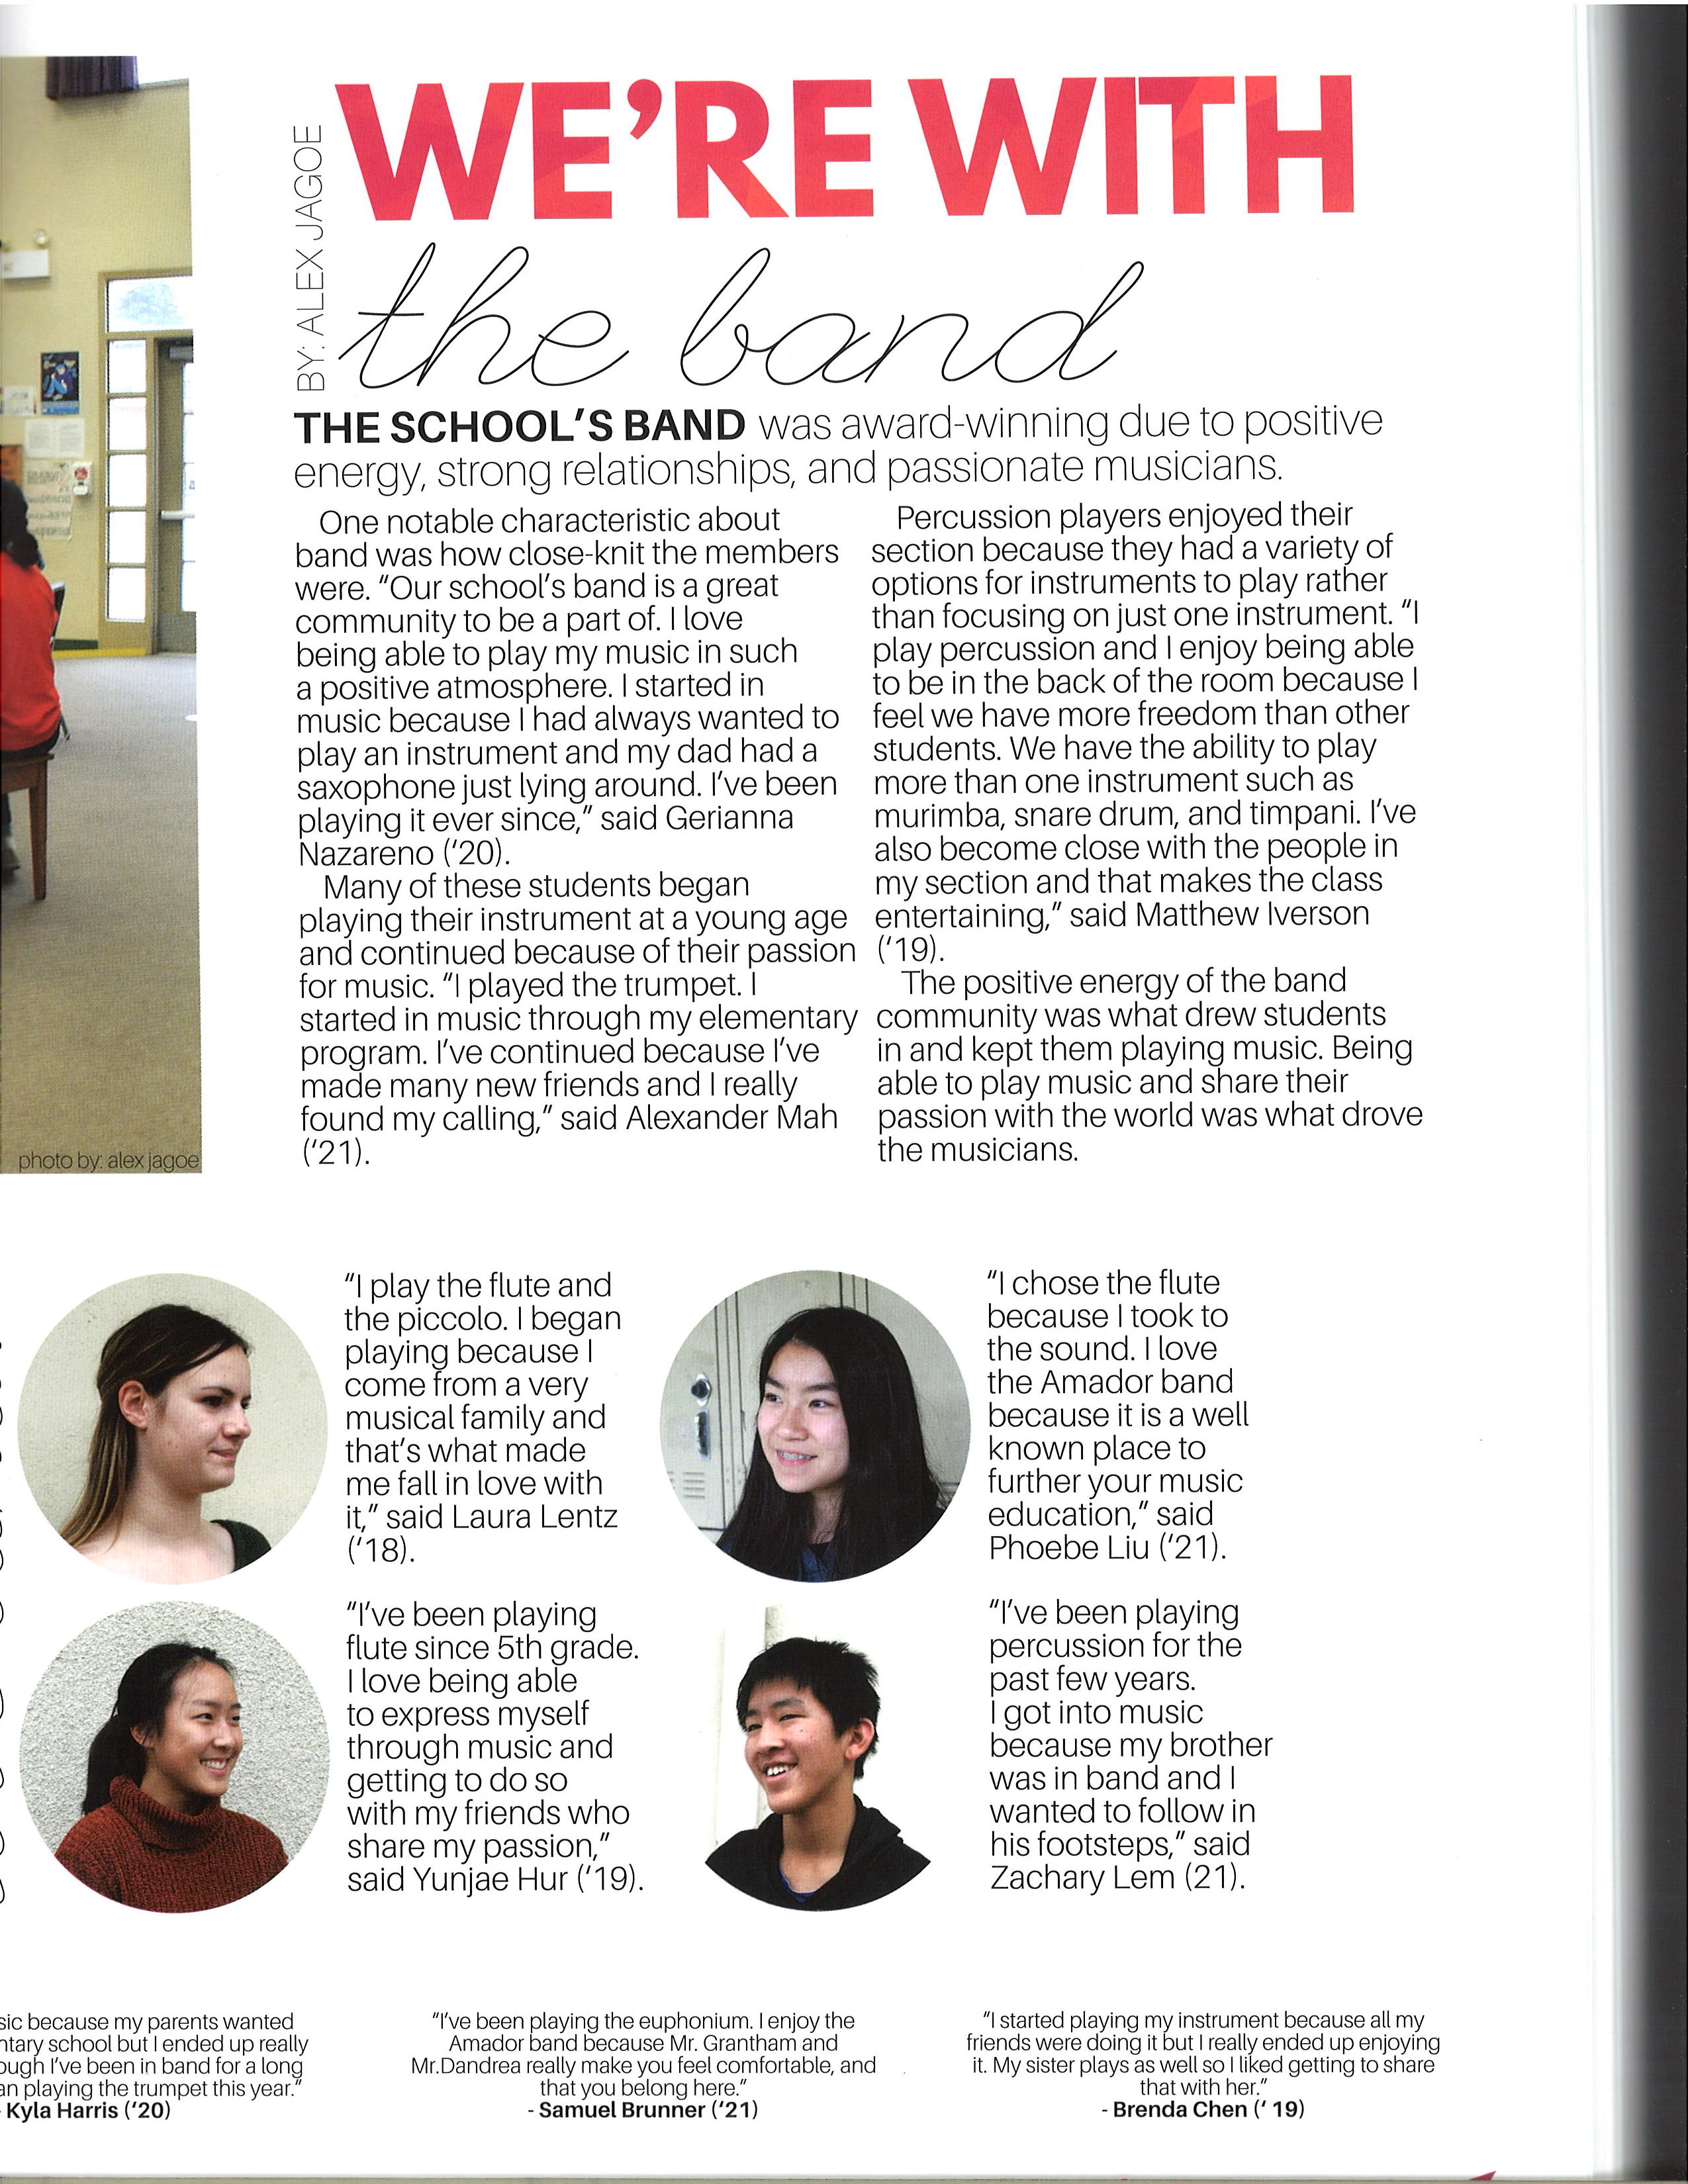 BY: ALEX JAGOE
WE'RE WITH
the band
THE SCHOOL'S BAND was award-winning due to positive
energy, strong relationships, and passionate musicians.
One notable characteristic about
band was how close-knit the members
were. "Our school's band is a great
community to be a part of. I love
being able to play my music in such
a positive atmosphere. I started in
music because I had always wanted to
play an instrument and my dad had a
saxophone just lying around. I've been
playing it ever since," said Gerianna
Nazareno ('20).
Many of these students began
playing their instrument at a young age
and continued because of their passion
for music. "I played the trumpet. I
started in music through my elementary
program. I've continued because I've
made many new friends and I really
found my calling," said Alexander Mah
('21).
Percussion players enjoyed their
section because they had a variety of
options for instruments to play rather
than focusing on just one instrument. "I
play percussion and I enjoy being able
to be in the back of the room because I
feel we have more freedom than other
students. We have the ability to play
more than one instrument such as
murimba, snare drum, and timpani. I've
also become close with the people in
my section and that makes the class
entertaining," said Matthew Iverson
('19).
The positive energy of the band
community was what drew students
in and kept them playing music. Being
able to play music and share their
passion with the world was what drove
the musicians.
photo by: alex jagoe
"I play the flute and
the piccolo. I began
playing because I
come from a very
musical family and
that's what made
me fall in love with
it," said Laura Lentz
('18).
"I chose the flute
because I took to
the sound. I love
the Amador band
because it is a well
known place to
further your music
education," said
Phoebe Liu ('21).
"I've been playing
flute since 5th grade.
I love being able
to express myself
through music and
getting to do so
with my friends who
share my passion,"
said Yunjae Hur ('19).
"I've been playing
percussion for the
past few years.
I got into music
because my brother
was in band and I
wanted to follow in
his footsteps," said
Zachary Lem (21).
sic because my parents wanted
ntary school but I ended up really
ough I've been in band for a long
an playing the trumpet this year."
- Kyla Harris ('20)
"I've been playing the euphonium. I enjoy the
Amador band because Mr. Grantham and
Mr.Dandrea really make you feel comfortable, and
that you belong here."
- Samuel Brunner ('21)
"I started playing my instrument because all my
friends were doing it but I really ended up enjoying
it. My sister plays as well so I liked getting to share
that with her."
- Brenda Chen (' 19)